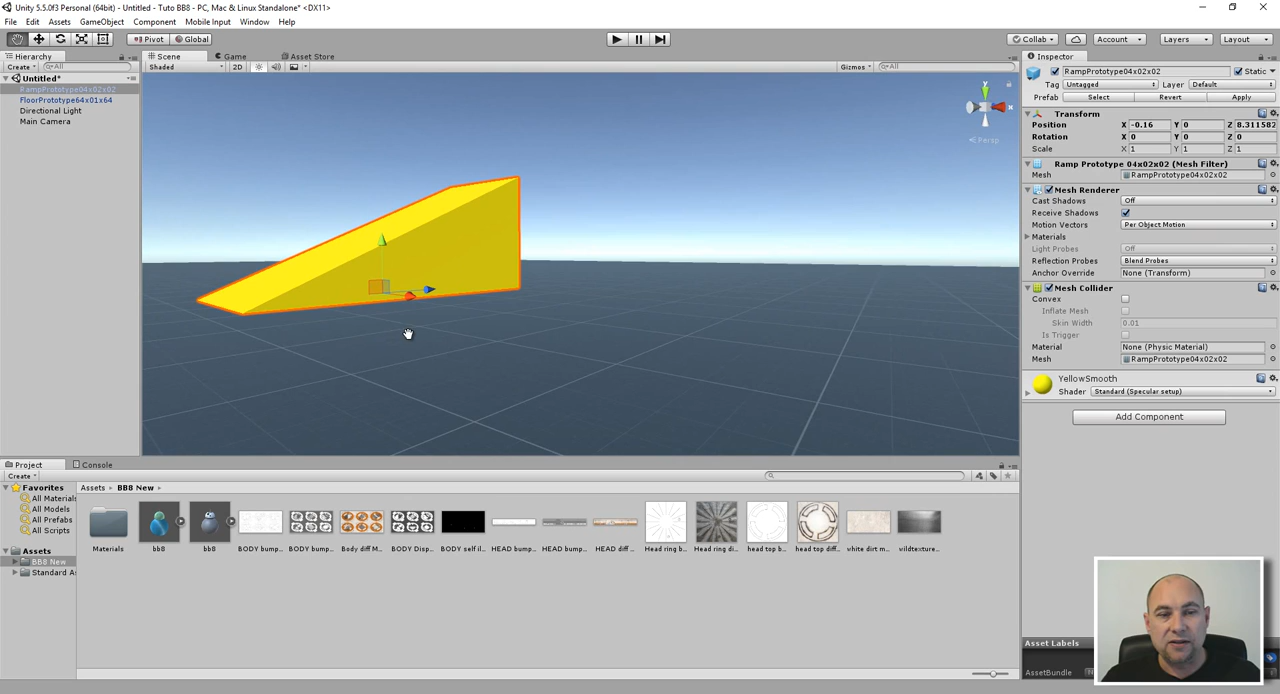 Unity 5.5.0f3 Personal (64bit) - Untitled - Tuto BB8 - PC, Mac & Linux Standalone* <DX11>
File Edit Assets GameObject Component Mobile Input Window Help
Pivot Global Collab Account Layers Layout
Hierarchy
Create All
Untitled*
RampPrototype04x02x02
FloorPrototype64x01x64
Directional Light
Main Camera
Scene Game Asset Store
Shaded 2D Gizmos All
y
x
Persp
Inspector
RampPrototype04x02x02 Static
Tag Untagged Layer Default
Prefab Select Revert Apply
Transform
Position X -0.16 Y 0 Z 8.311582
Rotation X 0 Y 0 Z 0
Scale X 1 Y 1 Z 1
Ramp Prototype 04x02x02 (Mesh Filter)
Mesh RampPrototype04x02x02
Mesh Renderer
Cast Shadows Off
Receive Shadows
Motion Vectors Per Object Motion
Materials
Light Probes Off
Reflection Probes Blend Probes
Anchor Override None (Transform)
Mesh Collider
Convex
Inflate Mesh
Skin Width 0.01
Is Trigger
Material None (Physic Material)
Mesh RampPrototype04x02x02
YellowSmooth
Shader Standard (Specular setup)
Add Component
Project Console
Create
Favorites
All Materials
All Models
All Prefabs
All Scripts
Assets
BB8 New
Standard As
Assets BB8 New
Materials bb8 bb8 BODY bump... BODY bump... Body diff M... BODY Disp... BODY self il... HEAD bump... HEAD bump... HEAD diff ... Head ring b... Head ring di... head top b... head top diff... white dirt m... wildtexture...
Asset Labels
AssetBundle